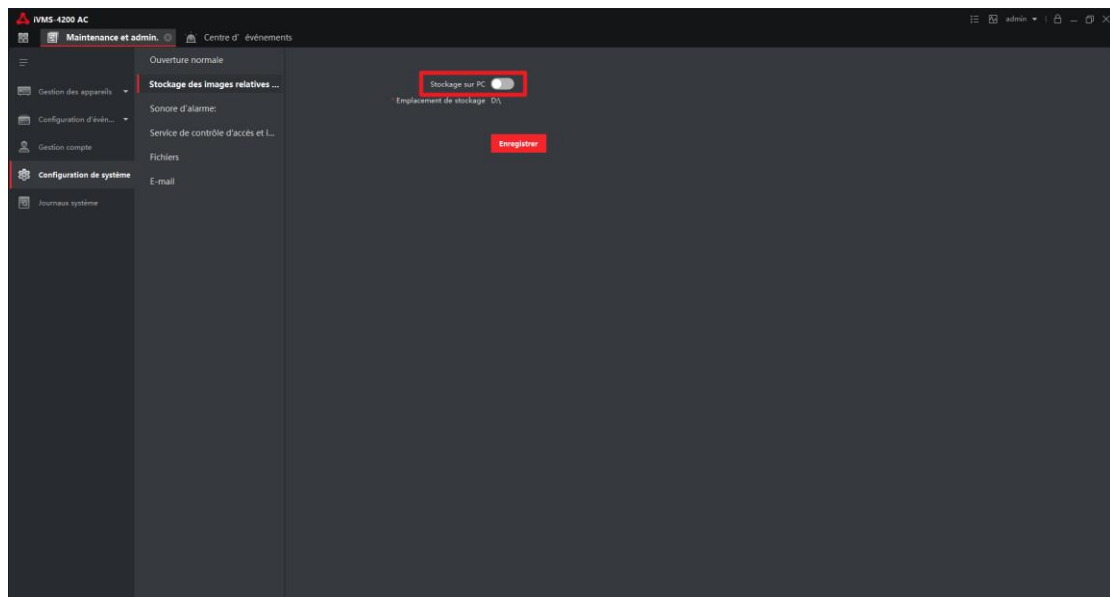 iVMS-4200 AC
admin
Maintenance et admin.
Centre d' événements
Gestion des appareils
Configuration d'évén...
Gestion compte
Configuration de système
Journaux système
Ouverture normale
Stockage des images relatives ...
Sonore d'alarme:
Service de contrôle d'accès et l...
Fichiers
E-mail
Stockage sur PC
* Emplacement de stockage D:\
Enregistrer